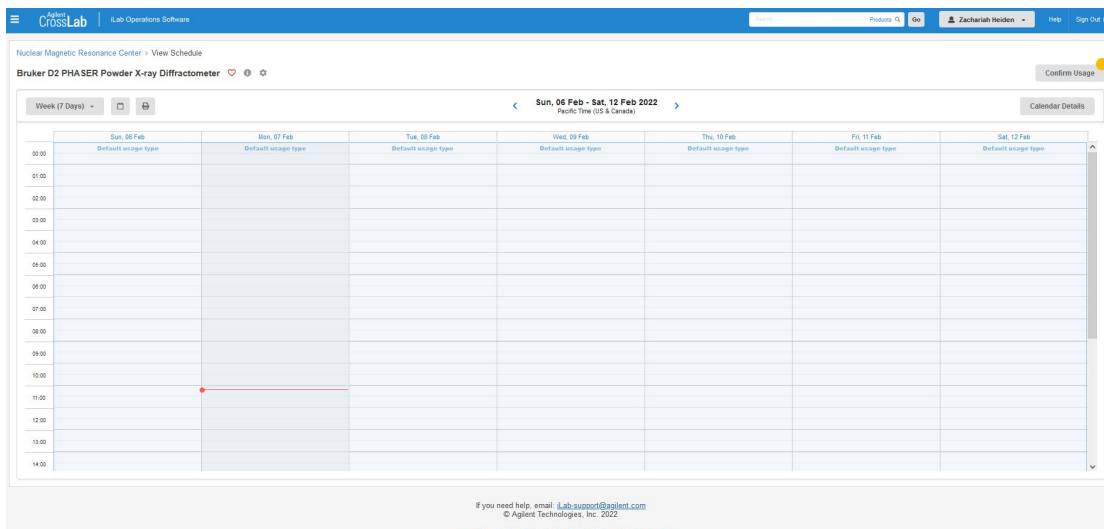 Agilent
CrossLab
iLab Operations Software
Search
Products
Go
Zachariah Heiden
Help
Sign Out
Nuclear Magnetic Resonance Center > View Schedule
Bruker D2 PHASER Powder X-ray Diffractometer
Confirm Usage
Week (7 Days)
Sun, 06 Feb - Sat, 12 Feb 2022
Pacific Time (US & Canada)
Calendar Details
Sun, 06 Feb Mon, 07 Feb Tue, 08 Feb Wed, 09 Feb Thu, 10 Feb Fri, 11 Feb Sat, 12 Feb
Default usage type Default usage type Default usage type Default usage type Default usage type Default usage type Default usage type
00:00
01:00
02:00
03:00
04:00
05:00
06:00
07:00
08:00
09:00
10:00
11:00
12:00
13:00
14:00
If you need help, email: iLab-support@agilent.com
© Agilent Technologies, Inc. 2022